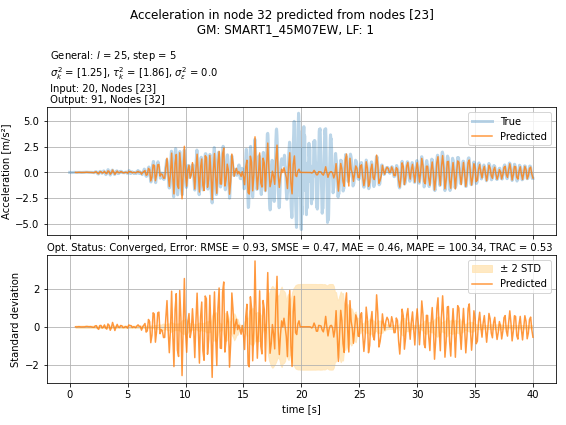 Acceleration in node 32 predicted from nodes [23]
GM: SMART1_45M07EW, LF: 1
General: l = 25, step = 5
σ²ₖ = [1.25], τ²ₖ = [1.86], σ²ε = 0.0
Input: 20, Nodes [23]
Output: 91, Nodes [32]
Acceleration [m/s²]
5.0
2.5
0.0
−2.5
−5.0
True
Predicted
Opt. Status: Converged, Error: RMSE = 0.93, SMSE = 0.47, MAE = 0.46, MAPE = 100.34, TRAC = 0.53
Standard deviation
2
0
−2
± 2 STD
Predicted
0 5 10 15 20 25 30 35 40
time [s]